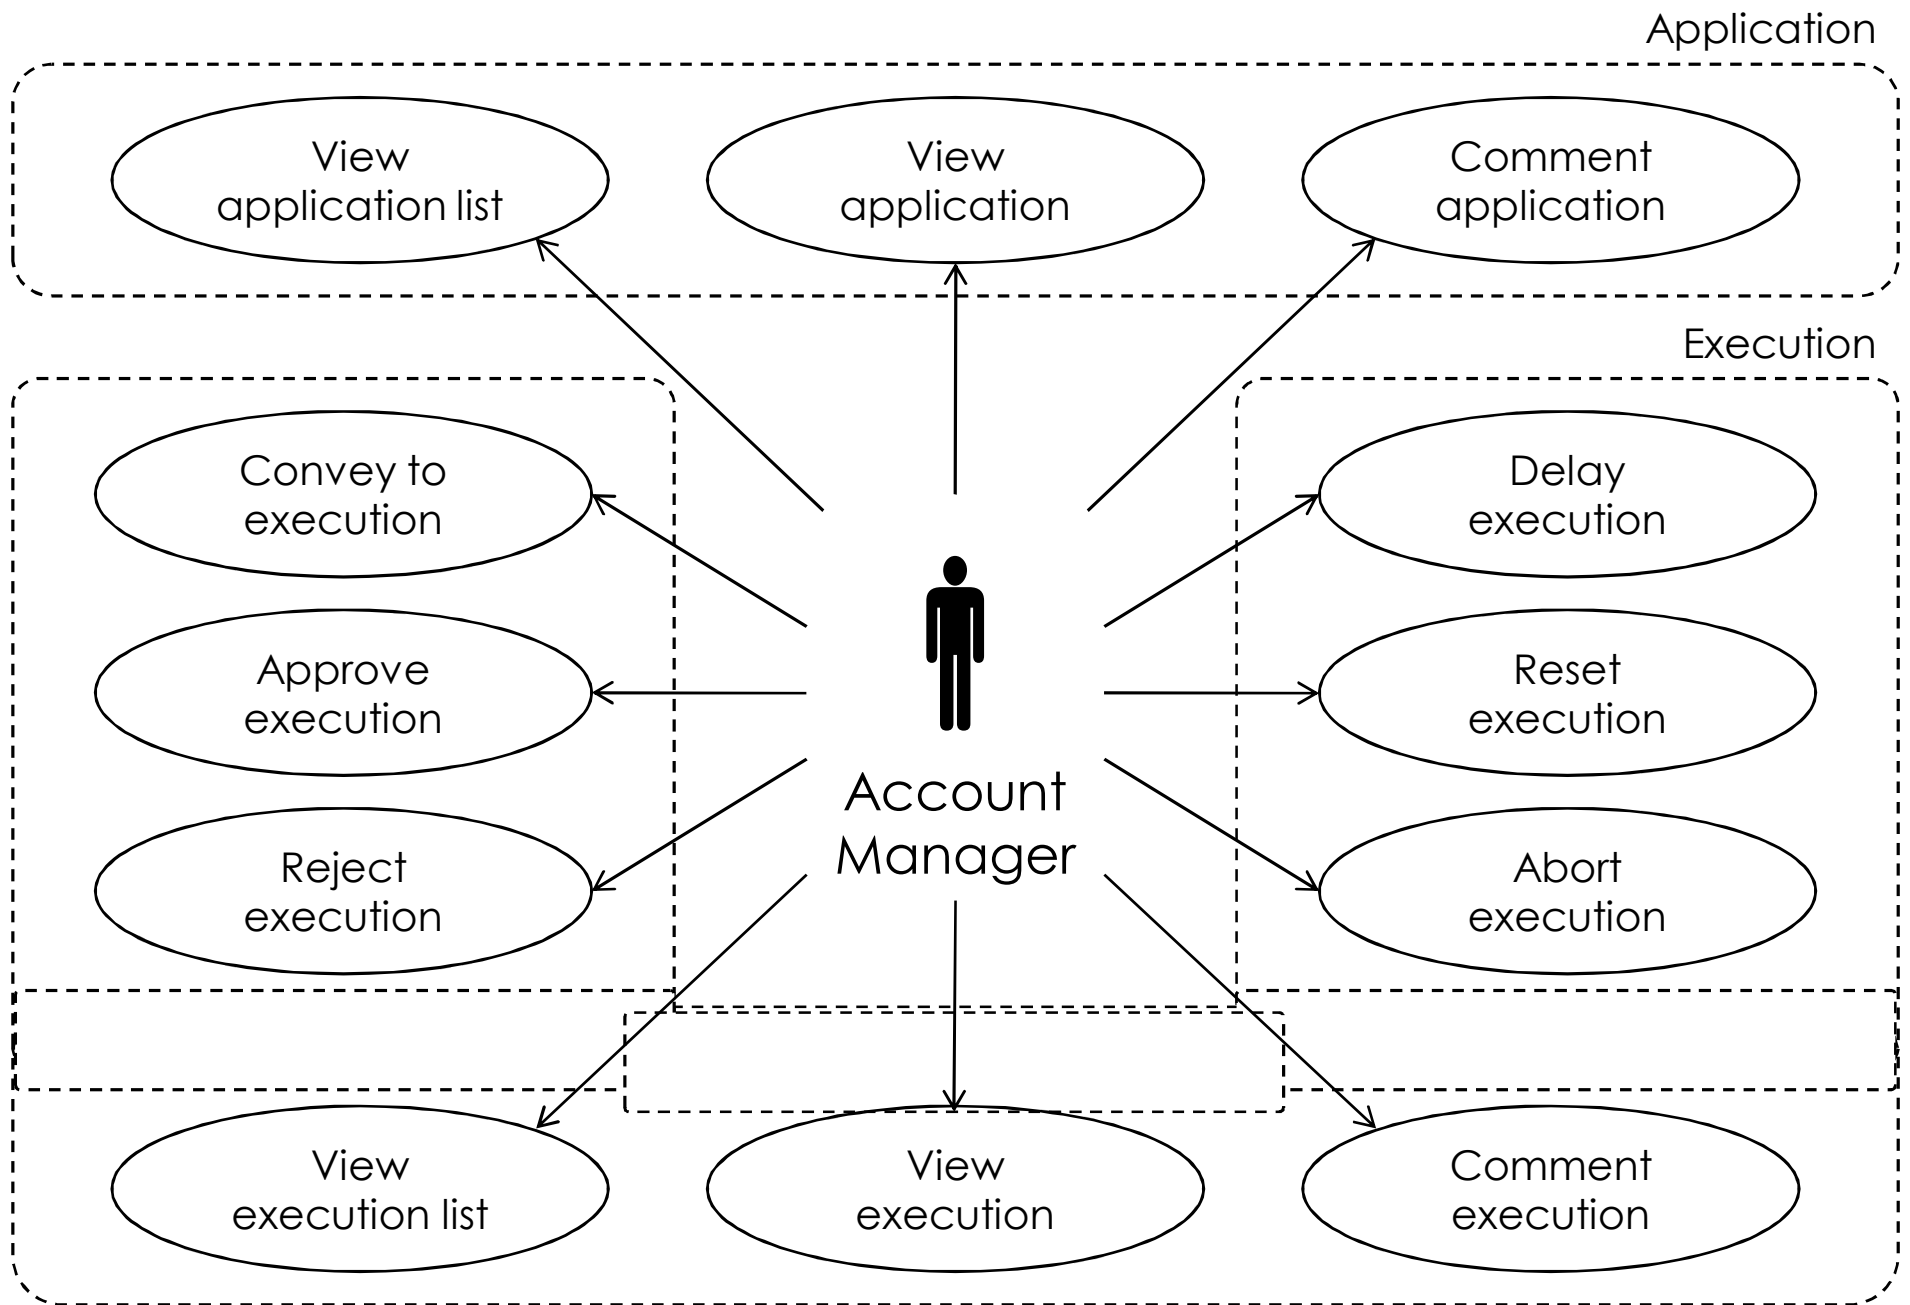 Application
View
application list
View
application
Comment
application
Execution
Convey to
execution
Delay
execution
Approve
execution
Reset
execution
Account
Manager
Reject
execution
Abort
execution
View
execution list
View
execution
Comment
execution